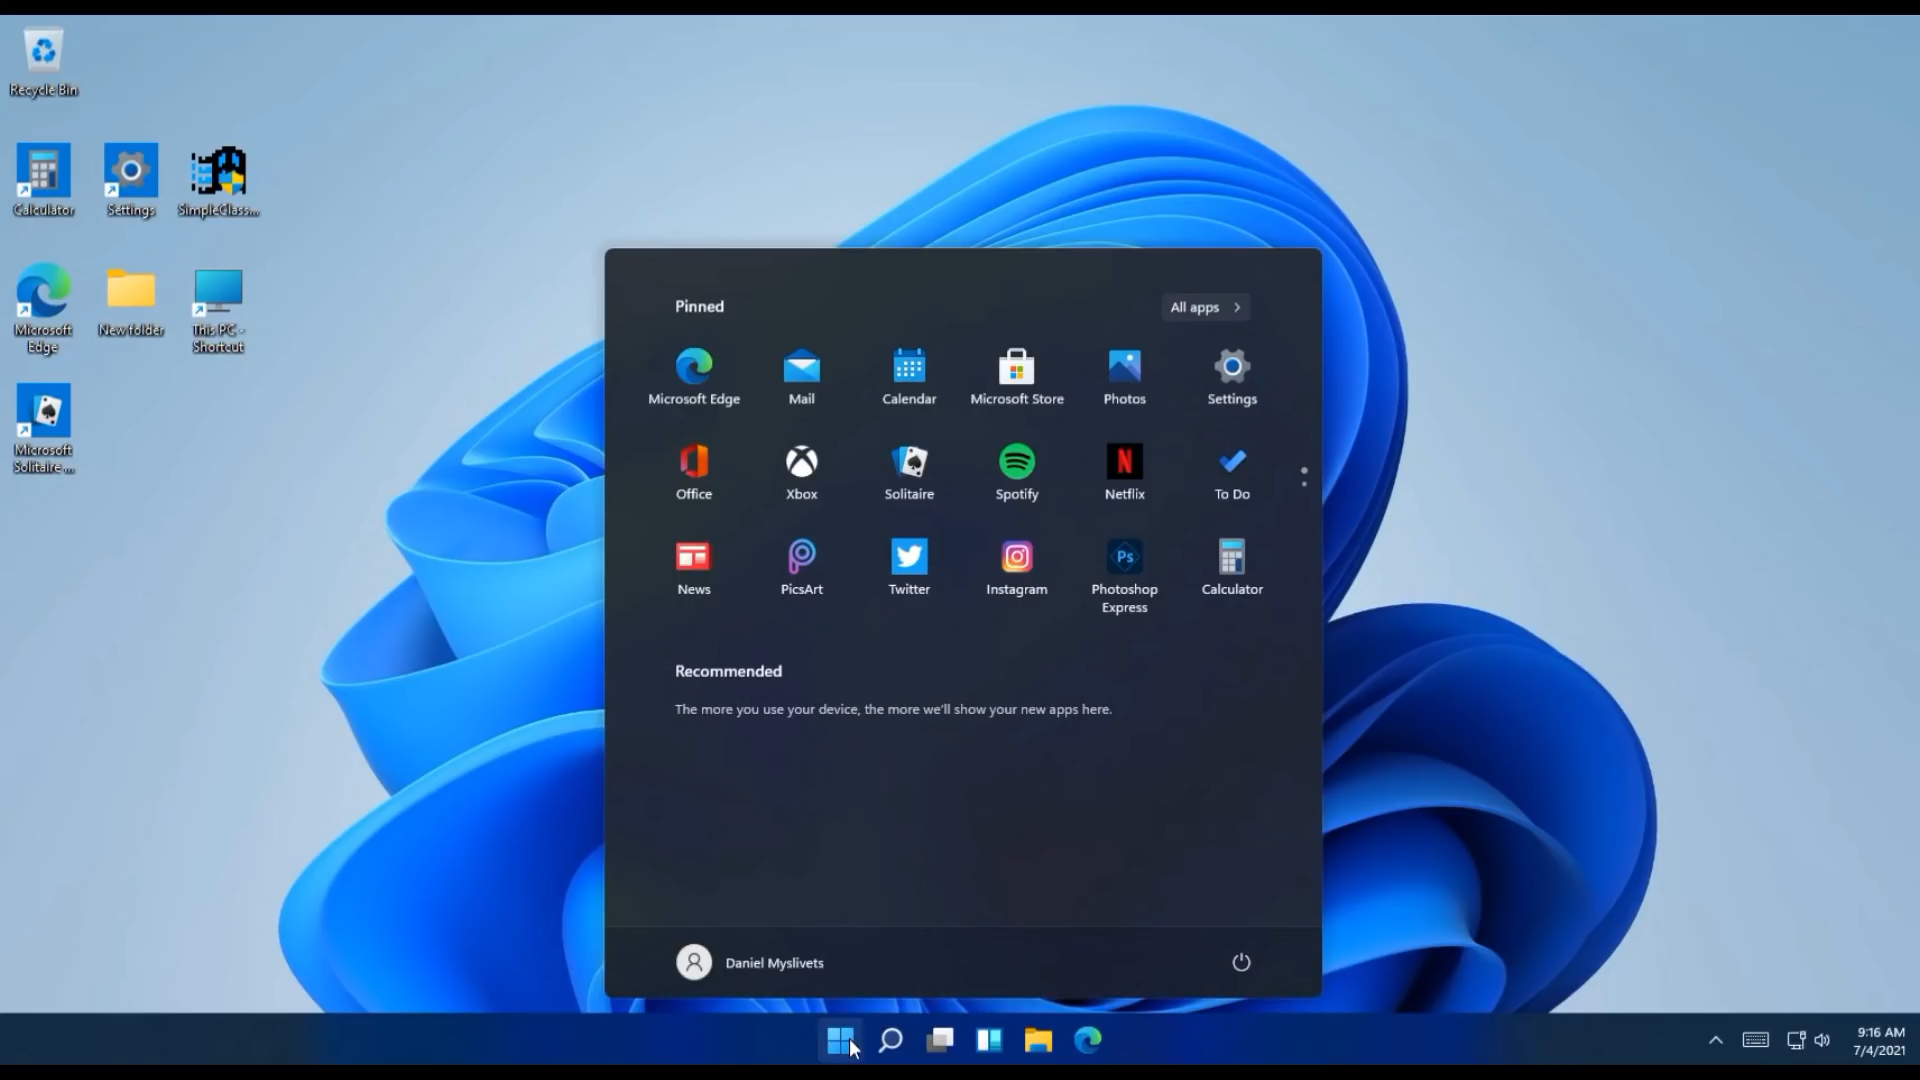 Recycle Bin
Calculator
Settings
SimpleClass...
Microsoft
Edge
New folder
This PC -
Shortcut
Microsoft
Solitaire ...
Pinned
All apps
Microsoft Edge
Mail
Calendar
Microsoft Store
Photos
Settings
Office
Xbox
Solitaire
Spotify
Netflix
To Do
News
PicsArt
Twitter
Instagram
Ps
Photoshop
Express
Calculator
Recommended
The more you use your device, the more we'll show your new apps here.
Daniel Myslivets
9:16 AM
7/4/2021